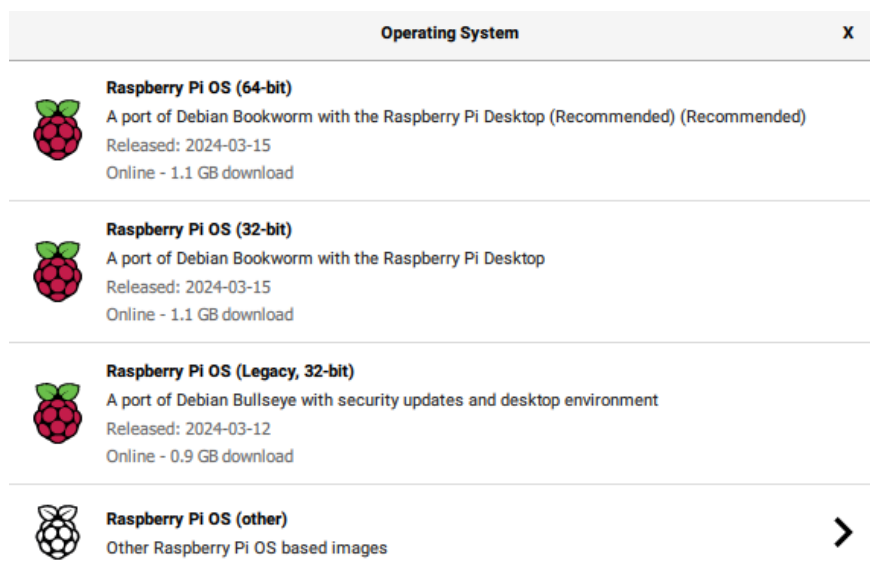 Operating System
X
Raspberry Pi OS (64-bit)
A port of Debian Bookworm with the Raspberry Pi Desktop (Recommended) (Recommended)
Released: 2024-03-15
Online - 1.1 GB download
Raspberry Pi OS (32-bit)
A port of Debian Bookworm with the Raspberry Pi Desktop
Released: 2024-03-15
Online - 1.1 GB download
Raspberry Pi OS (Legacy, 32-bit)
A port of Debian Bullseye with security updates and desktop environment
Released: 2024-03-12
Online - 0.9 GB download
Raspberry Pi OS (other)
Other Raspberry Pi OS based images